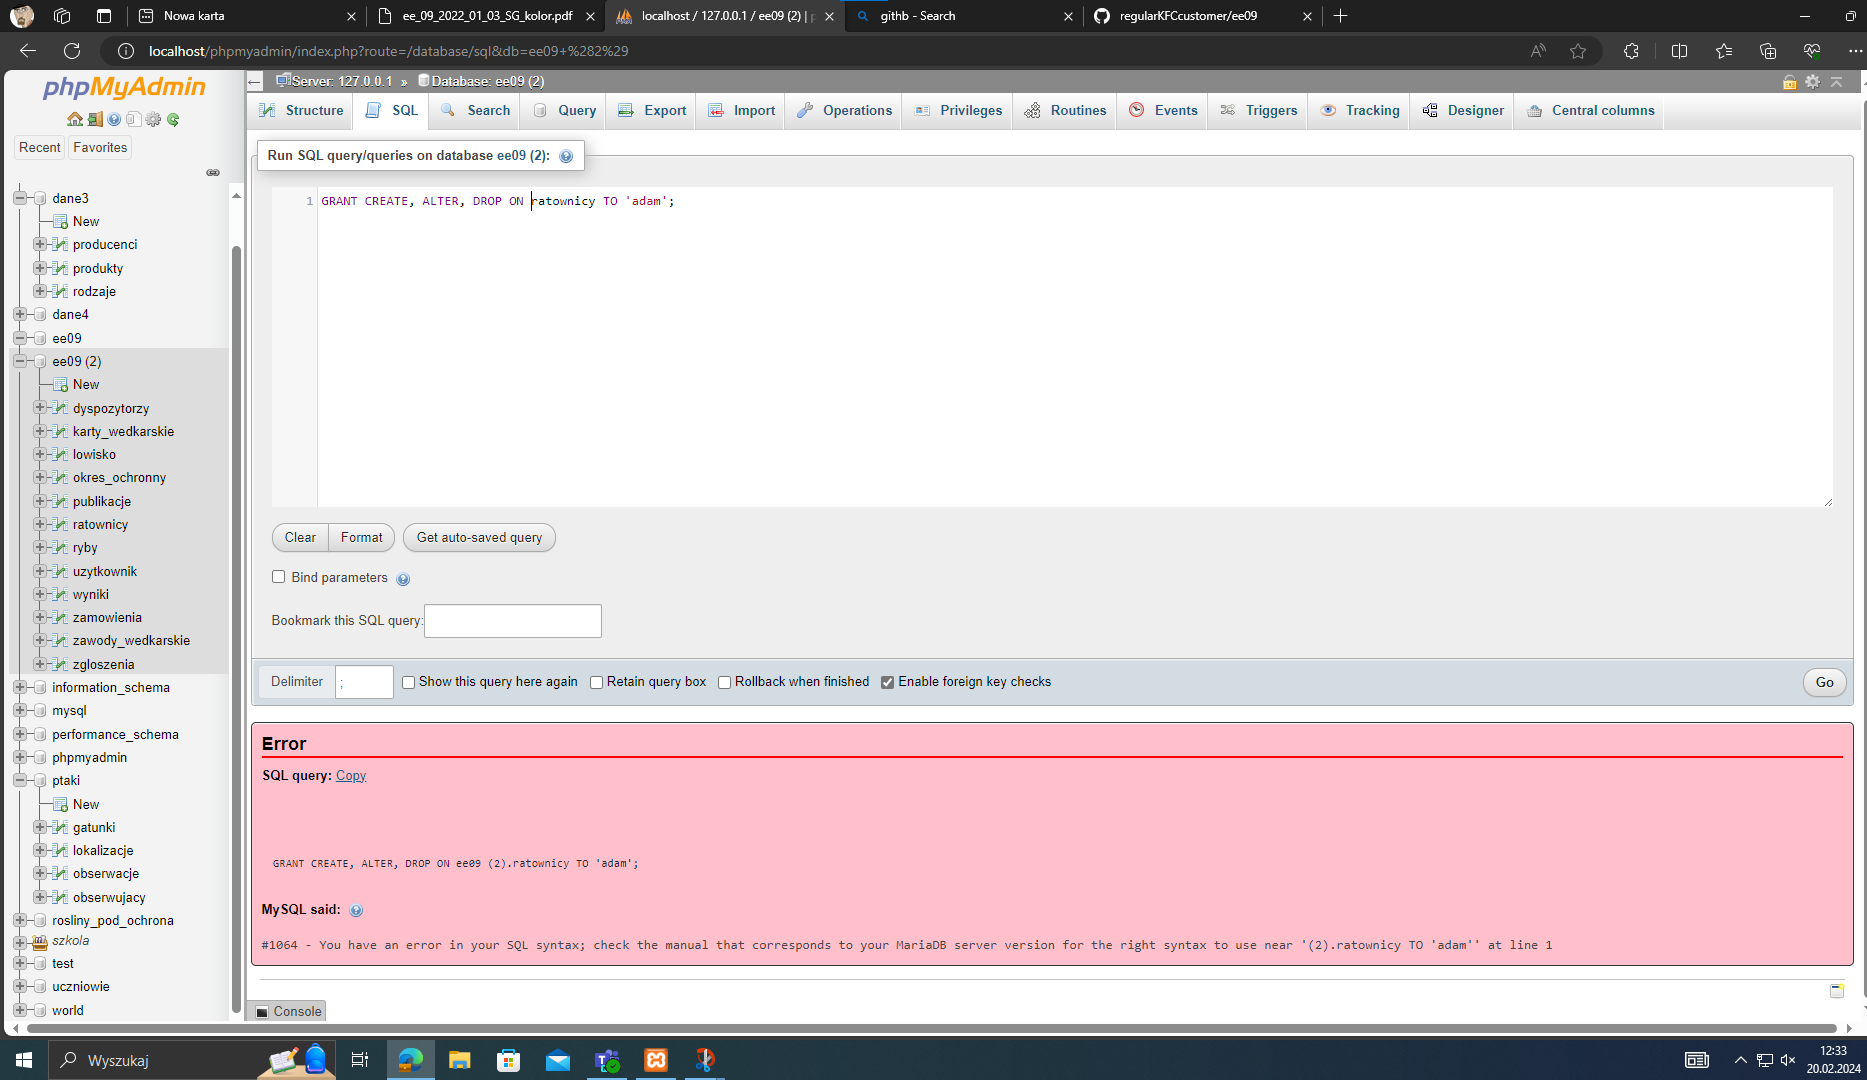 Nowa karta
ee_09_2022_01_03_SG_kolor.pdf
localhost / 127.0.0.1 / ee09 (2) |
githb - Search
regularKFCcustomer/ee09
localhost/phpmyadmin/index.php?route=/database/sql&db=ee09+%282%29
phpMyAdmin
Recent
Favorites
dane3
New
producenci
produkty
rodzaje
dane4
ee09
ee09 (2)
New
dyspozytorzy
karty_wedkarskie
lowisko
okres_ochronny
publikacje
ratownicy
ryby
uzytkownik
wyniki
zamowienia
zawody_wedkarskie
zgloszenia
information_schema
mysql
performance_schema
phpmyadmin
ptaki
New
gatunki
lokalizacje
obserwacje
obserwujacy
rosliny_pod_ochrona
szkola
test
uczniowie
world
Server: 127.0.0.1 » Database: ee09 (2)
Structure
SQL
Search
Query
Export
Import
Operations
Privileges
Routines
Events
Triggers
Tracking
Designer
Central columns
Run SQL query/queries on database ee09 (2):
1 GRANT CREATE, ALTER, DROP ON ratownicy TO 'adam';
Clear
Format
Get auto-saved query
Bind parameters
Bookmark this SQL query:
Delimiter ;
Show this query here again
Retain query box
Rollback when finished
Enable foreign key checks
Go
Error
SQL query: Copy
GRANT CREATE, ALTER, DROP ON ee09 (2).ratownicy TO 'adam';
MySQL said:
#1064 - You have an error in your SQL syntax; check the manual that corresponds to your MariaDB server version for the right syntax to use near '(2).ratownicy TO 'adam'' at line 1
Console
Wyszukaj
12:33
20.02.2024